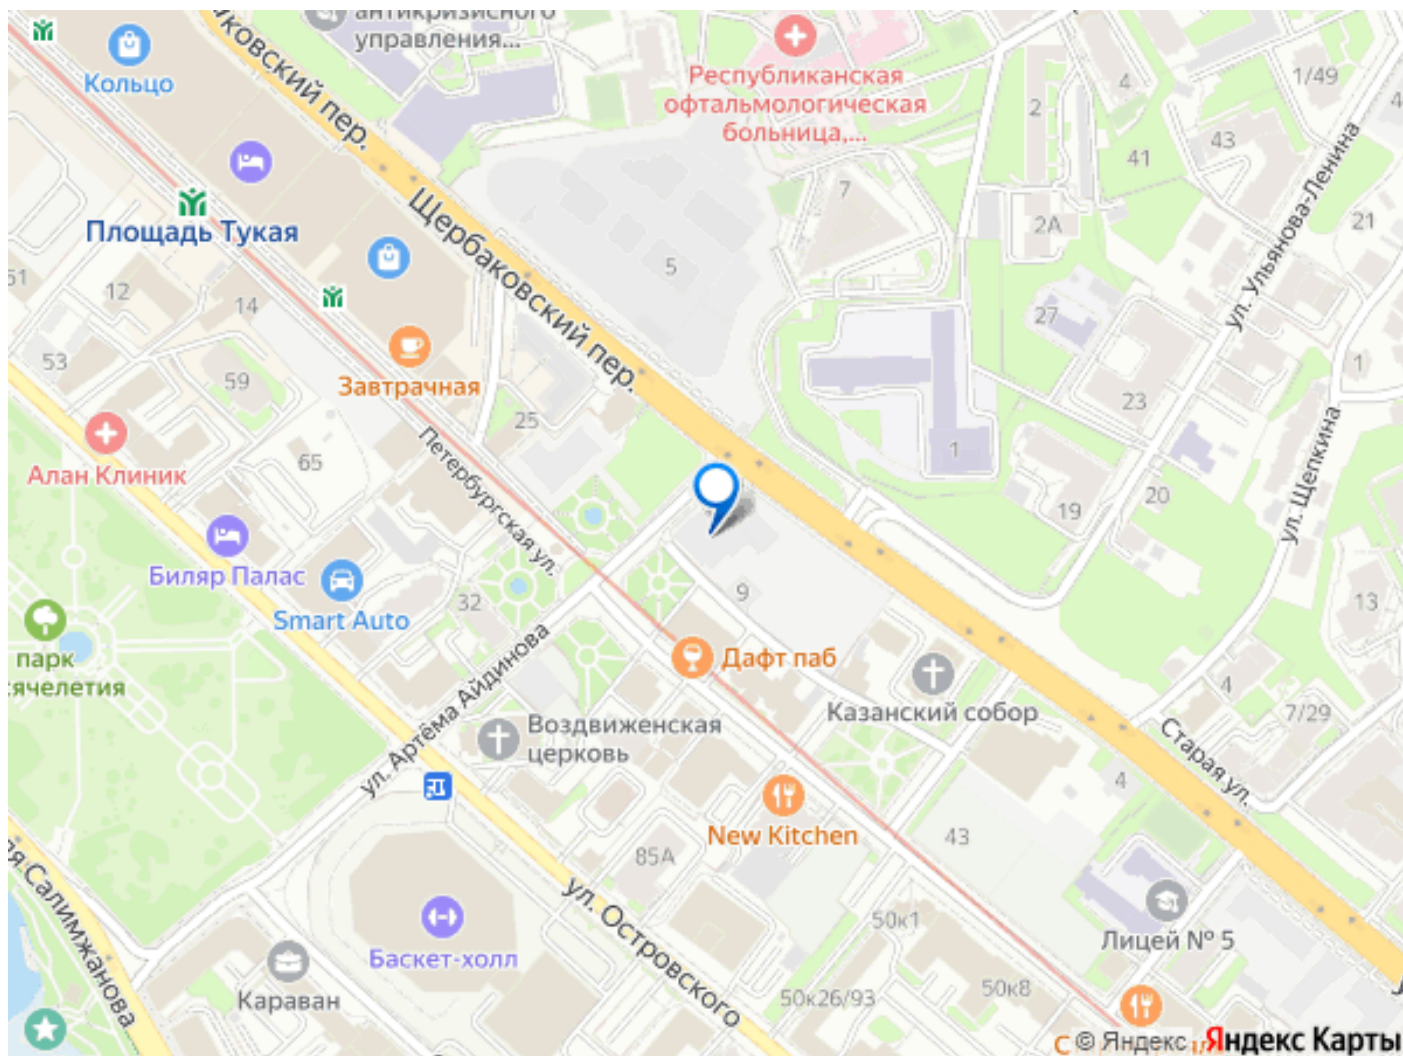 антикризисного
управления...
Кольцо
ковский пер.
Республиканская
офтальмологическая
больница,...
4
1/49
2
43
41
7
ул. Ульянова-Ленина
21
2А
Площадь Тукая
Щербаковский пер.
5
51
12
14
27
53
59
Завтрачная
1
23
25
Алан Клиник
65
Петербургская ул.
1
ул. Щепкина
20
19
Биляр Палас
Smart Auto
32
9
13
парк
сячелетия
ул. Артёма Айдинова
Дафт паб
Казанский собор
4
7/29
Воздвиженская
церковь
Старая ул.
4
New Kitchen
43
85А
я Салимжанова
ул. Островского
Баскет-холл
50к1
Лицей № 5
Караван
50к26/93
50к8
© Яндекс Яндекс Карты